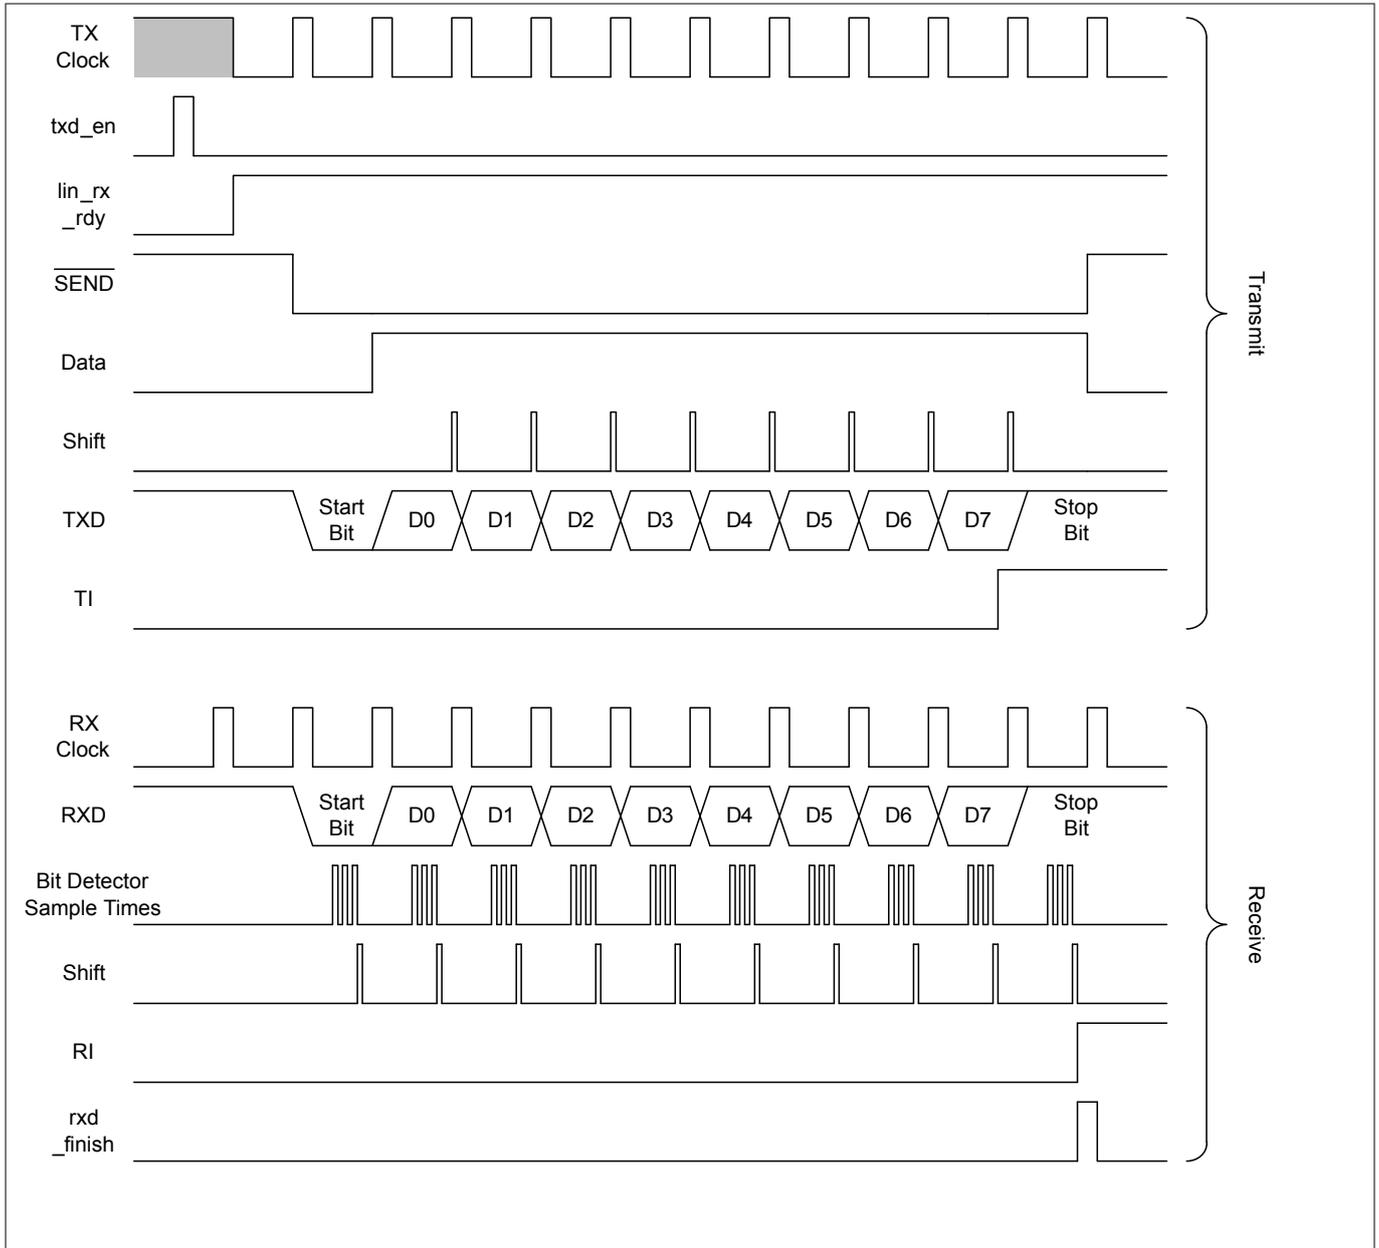 TX
Clock
txd_en
lin_rx
_rdy
SEND
Data
Shift
TXD
Start
Bit
D0
D1
D2
D3
D4
D5
D6
D7
Stop
Bit
TI
Transmit
RX
Clock
RXD
Start
Bit
D0
D1
D2
D3
D4
D5
D6
D7
Stop
Bit
Bit Detector
Sample Times
Shift
RI
rxd
_finish
Receive